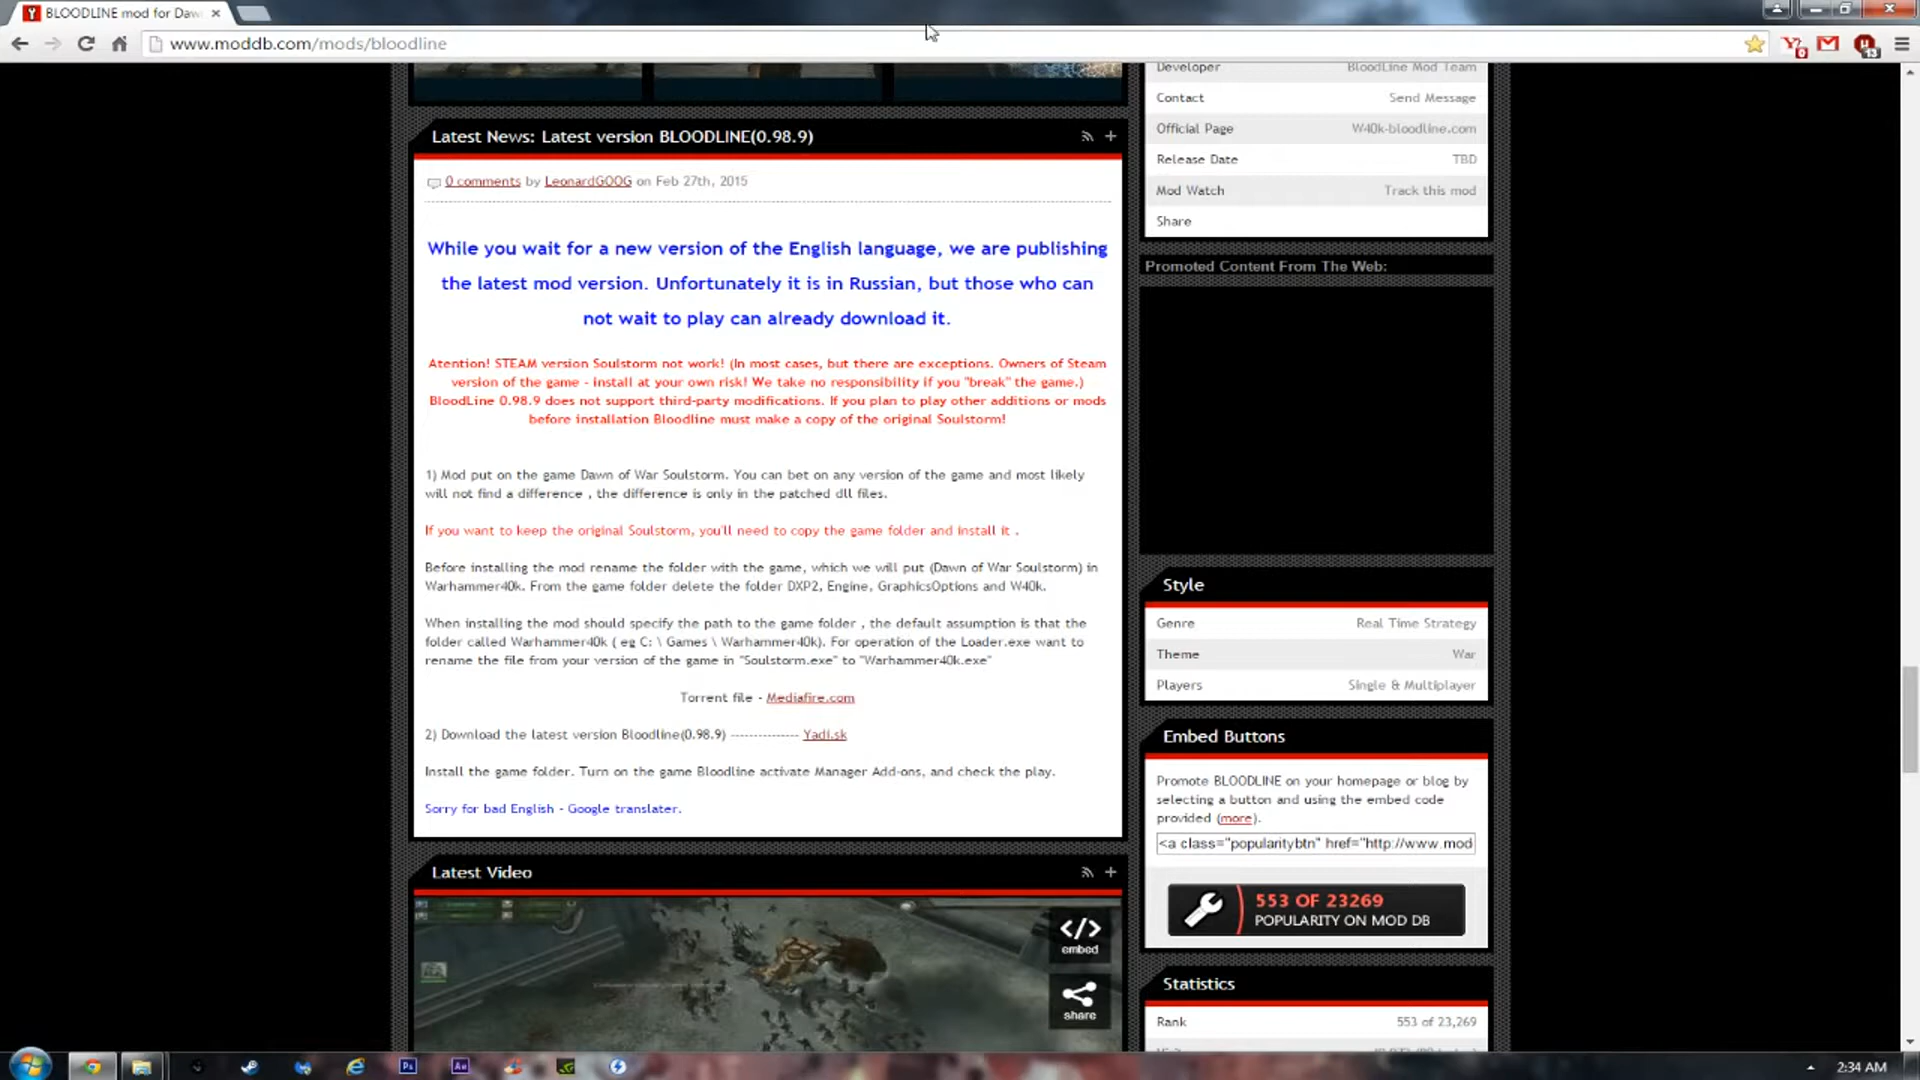 BLOODLINE mod for Daw
www.moddb.com/mods/bloodline
Latest News: Latest version BLOODLINE(0.98.9)
0 comments by LeonardGOOG on Feb 27th, 2015
While you wait for a new version of the English language, we are publishing
the latest mod version. Unfortunately it is in Russian, but those who can
not wait to play can already download it.
Atention! STEAM version Soulstorm not work! (In most cases, but there are exceptions. Owners of Steam
version of the game - install at your own risk! We take no responsibility if you "break" the game.)
BloodLine 0.98.9 does not support third-party modifications. If you plan to play other additions or mods
before installation Bloodline must make a copy of the original Soulstorm!
1) Mod put on the game Dawn of War Soulstorm. You can bet on any version of the game and most likely
will not find a difference , the difference is only in the patched dll files.
If you want to keep the original Soulstorm, you'll need to copy the game folder and install it .
Before installing the mod rename the folder with the game, which we will put (Dawn of War Soulstorm) in
Warhammer40k. From the game folder delete the folder DXP2, Engine, GraphicsOptions and W40k.
When installing the mod should specify the path to the game folder , the default assumption is that the
folder called Warhammer40k ( eg C: \ Games \ Warhammer40k). For operation of the Loader.exe want to
rename the file from your version of the game in "Soulstorm.exe" to "Warhammer40k.exe"
Torrent file - Mediafire.com
2) Download the latest version Bloodline(0.98.9) -------------- Yadi.sk
Install the game folder. Turn on the game Bloodline activate Manager Add-ons, and check the play.
Sorry for bad English - Google translater.
Latest Video
embed
share
Developer BloodLine Mod Team
Contact Send Message
Official Page W40k-bloodline.com
Release Date TBD
Mod Watch Track this mod
Share
Promoted Content From The Web:
Style
Genre Real Time Strategy
Theme War
Players Single & Multiplayer
Embed Buttons
Promote BLOODLINE on your homepage or blog by
selecting a button and using the embed code
provided (more).
<a class="popularitybtn" href="http://www.mod
553 OF 23269
POPULARITY ON MOD DB
Statistics
Rank 553 of 23,269
Ps
Ae
2:34 AM